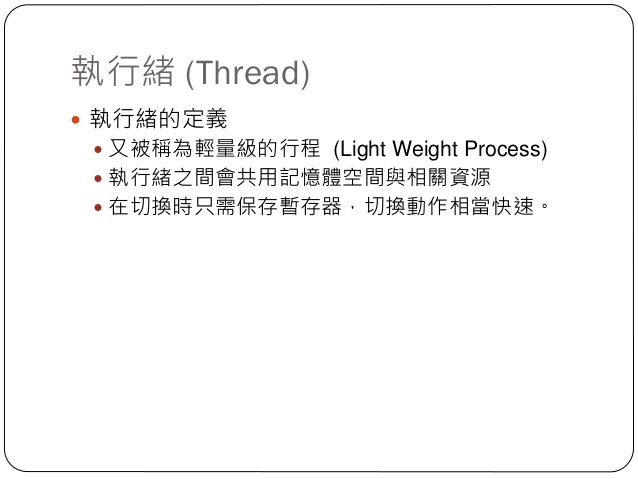 執行緒 (Thread)
執行緒的定義
又被稱為輕量級的行程 (Light Weight Process)
執行緒之間會共用記憶體空間與相關資源
在切換時只需保存暫存器，切換動作相當快速。